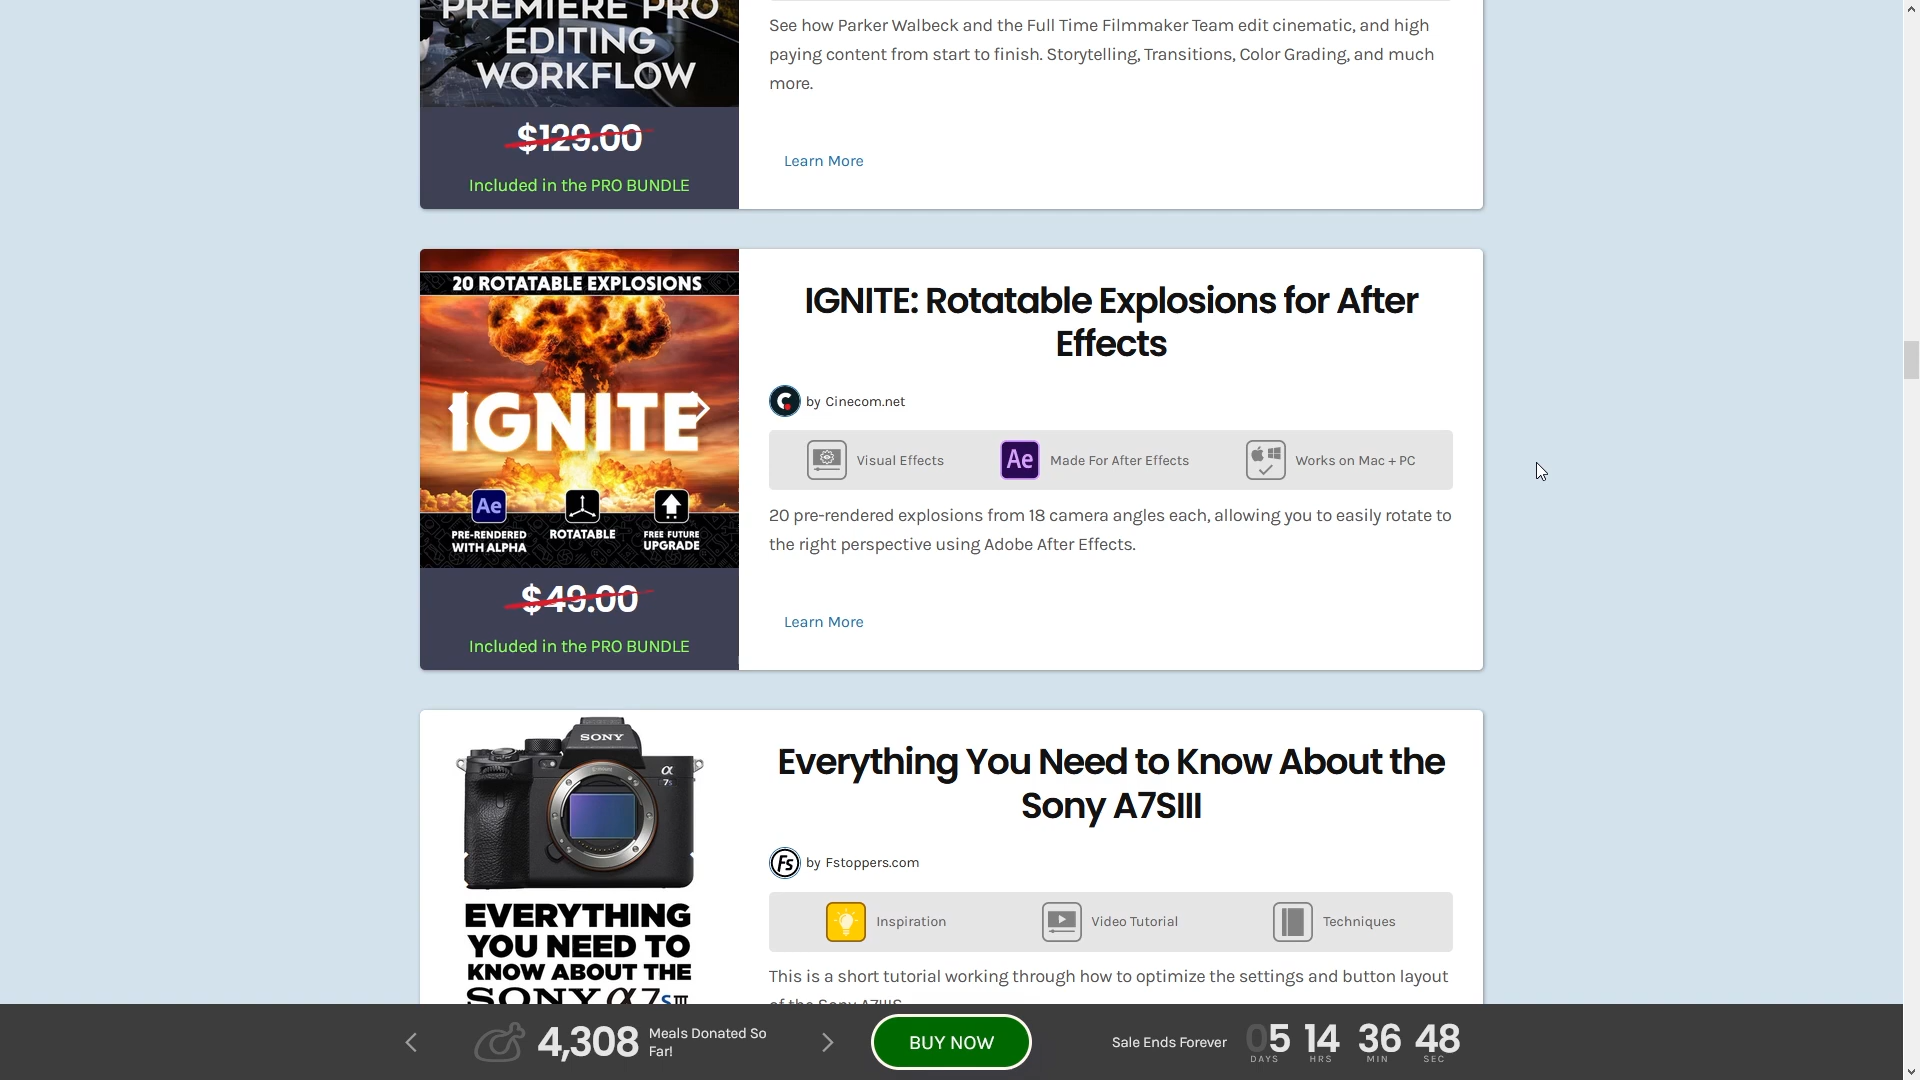 PREMIERE PRO
EDITING
WORKFLOW
$129.00
Included in the PRO BUNDLE
See how Parker Walbeck and the Full Time Filmmaker Team edit cinematic, and high
paying content from start to finish. Storytelling, Transitions, Color Grading, and much
more.
Learn More
20 ROTATABLE EXPLOSIONS
IGNITE
Ae
PRE-RENDERED
WITH ALPHA
ROTATABLE
FREE FUTURE
UPGRADE
$49.00
Included in the PRO BUNDLE
IGNITE: Rotatable Explosions for After
Effects
by Cinecom.net
Visual Effects
Ae Made For After Effects
Works on Mac + PC
20 pre-rendered explosions from 18 camera angles each, allowing you to easily rotate to
the right perspective using Adobe After Effects.
Learn More
SONY
α
7s
EVERYTHING
YOU NEED TO
KNOW ABOUT THE
SONY α7SIII
Everything You Need to Know About the
Sony A7SIII
Fs by Fstoppers.com
Inspiration
Video Tutorial
Techniques
This is a short tutorial working through how to optimize the settings and button layout
of the Sony A7IIIS
4,308 Meals Donated So
Far!
BUY NOW
Sale Ends Forever
05 14 36 48
DAYS HRS MIN SEC